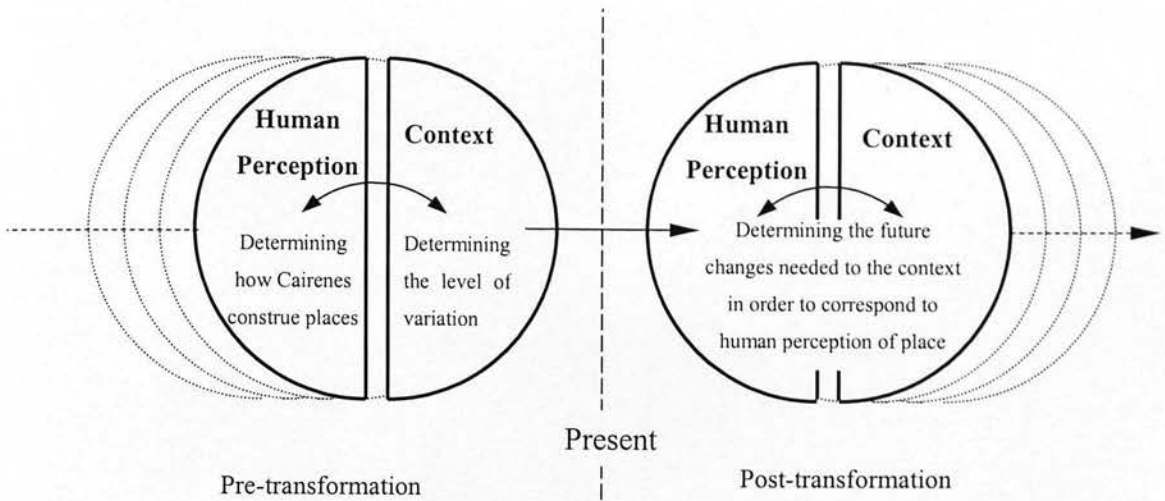 Human
Perception
Context
Determining
how Cairenes
construe places
Determining
the level of
variation
Human
Perception
Context
Determining the future
changes needed to the context
in order to correspond to
human perception of place
Present
Pre-transformation
Post-transformation